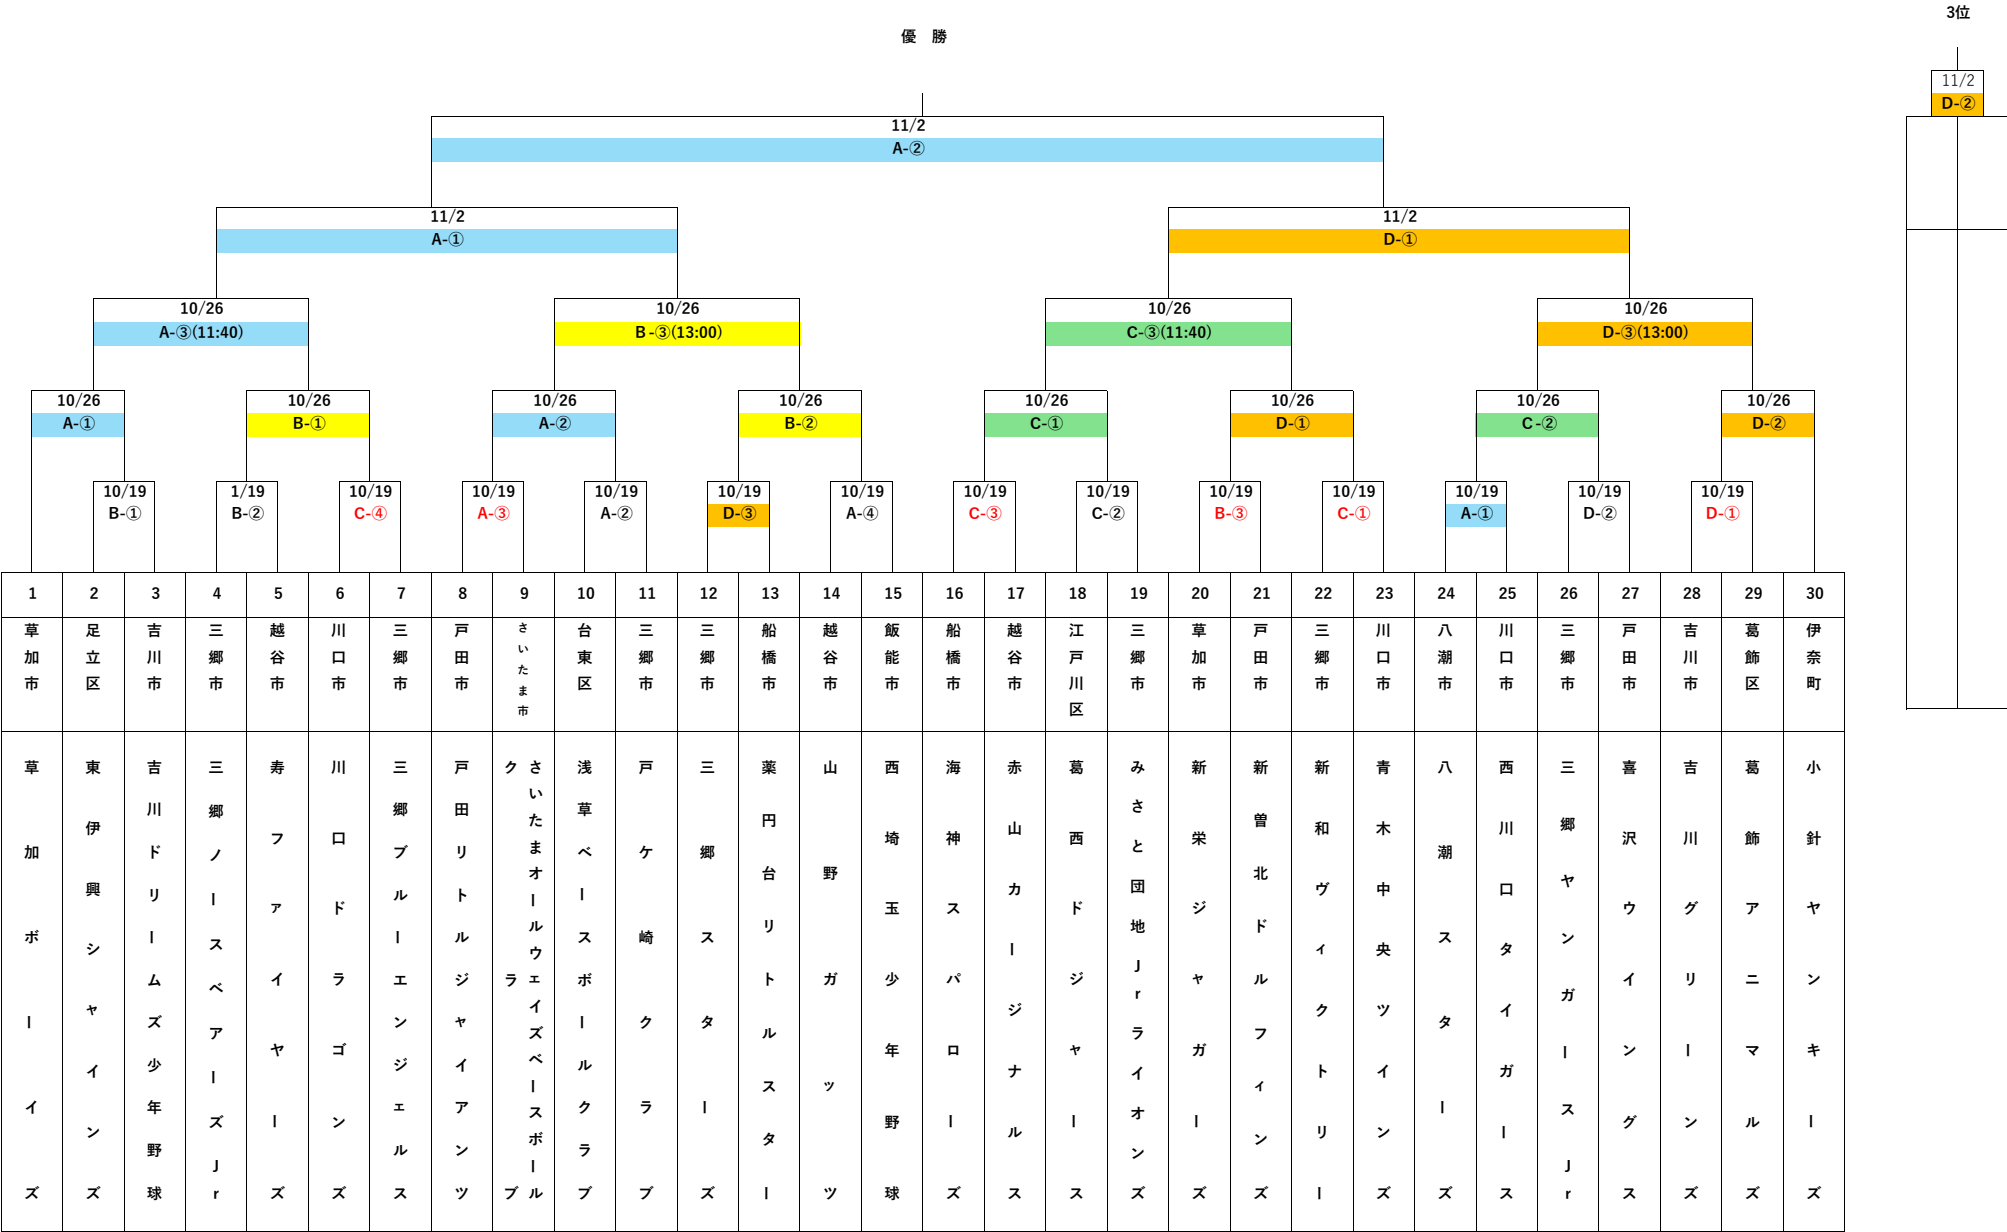 3位
優 勝
11/2
D-②
11/2
A-②
11/2 11/2
A-① D-①
10/26 10/26 10/26 10/26
A-③(11:40) B-③(13:00) C-③(11:40) D-③(13:00)
10/26 10/26 10/26 10/26 10/26 10/26 10/26 10/26
A-① B-① A-② B-② C-① D-① C-② D-②
10/19 1/19 10/19 10/19 10/19 10/19 10/19 10/19 10/19 10/19 10/19 10/19 10/19 10/19
B-① B-② C-④ A-③ A-② D-③ A-④ C-③ C-② B-③ C-① A-① D-② D-①
1 2 3 4 5 6 7 8 9 10 11 12 13 14 15 16 17 18 19 20 21 22 23 24 25 26 27 28 29 30
草加市
足立区
吉川市
三郷市
越谷市
川口市
三郷市
戸田市
さいたま市
台東区
三郷市
三郷市
船橋市
越谷市
飯能市
船橋市
越谷市
江戸川区
三郷市
草加市
戸田市
三郷市
川口市
八潮市
川口市
三郷市
戸田市
吉川市
葛飾区
伊奈町
草加ボーイズ
東伊興シャインズ
吉川ドリームズ少年野球
三郷ノースベアーズJr
寿ファイヤーズ
川口ドラゴンズ
三郷ブルーエンジェルス
戸田リトルジャイアンツ
さいたまオールウェイズベースボール
クラブ
浅草ベースボールクラブ
戸ケ崎クラブ
三郷スターズ
薬円台リトルスター
山野ガッツ
西埼玉少年野球
海神スパローズ
赤山カージナルス
葛西ドジャース
みさと団地Jrライオンズ
新栄ジャガーズ
新曽北ドルフィンズ
新和ヴィクトリー
青木中央ツインズ
八潮スターズ
西川口タイガース
三郷ヤンガースJr
喜沢ウイングス
吉川グリーンズ
葛飾アニマルズ
小針ヤンキーズ